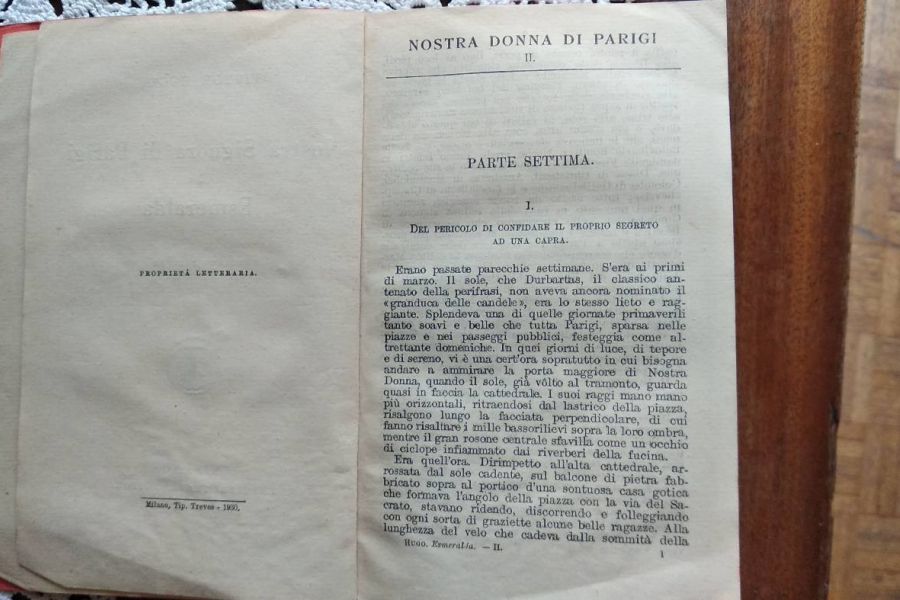 PROPRIETÁ LETTERARIA.
Milano, Tip. Treves - 1930.
NOSTRA DONNA DI PARIGI
II.
PARTE SETTIMA.
I.
DEL PERICOLO DI CONFIDARE IL PROPRIO SEGRETO
AD UNA CAPRA.
Erano passate parecchie settimane. S'era ai primi
di marzo. Il sole, che Durbartas, il classico an-
tenato della perifrasi, non aveva ancora nominato il
«granduca delle candele», era lo stesso lieto e rag-
giante. Splendeva una di quelle giornate primaverili
tanto soavi e belle che tutta Parigi, sparsa nelle
piazze e nei passeggi pubblici, festeggia come al-
trettante domeniche. In quei giorni di luce, di tepore
e di sereno, vi è una cert'ora sopratutto in cui bisogna
andare a ammirare la porta maggiore di Nostra
Donna, quando il sole, già vôlto al tramonto, guarda
quasi in faccia la cattedrale. I suoi raggi mano mano
più orizzontali, ritraendosi dal lastrico della piazza,
risalgono lungo la facciata perpendicolare, di cui
fanno risaltare i mille bassorilievi sopra la loro ombra,
mentre il gran rosone centrale sfavilla come un occhio
di ciclope infiammato dai riverberi della fucina.
Era quell'ora. Dirimpetto all'alta cattedrale, ar-
rossata dal sole cadente, sul balcone di pietra fab-
bricato sopra al portico d'una sontuosa casa gotica
che formava l'angolo della piazza con la via del Sa-
crato, stavano ridendo, discorrendo e folleggiando
con ogni sorta di graziette alcune belle ragazze. Alla
lunghezza del velo che cadeva dalla sommità della
HUGO. Esmeralda. — II.
1